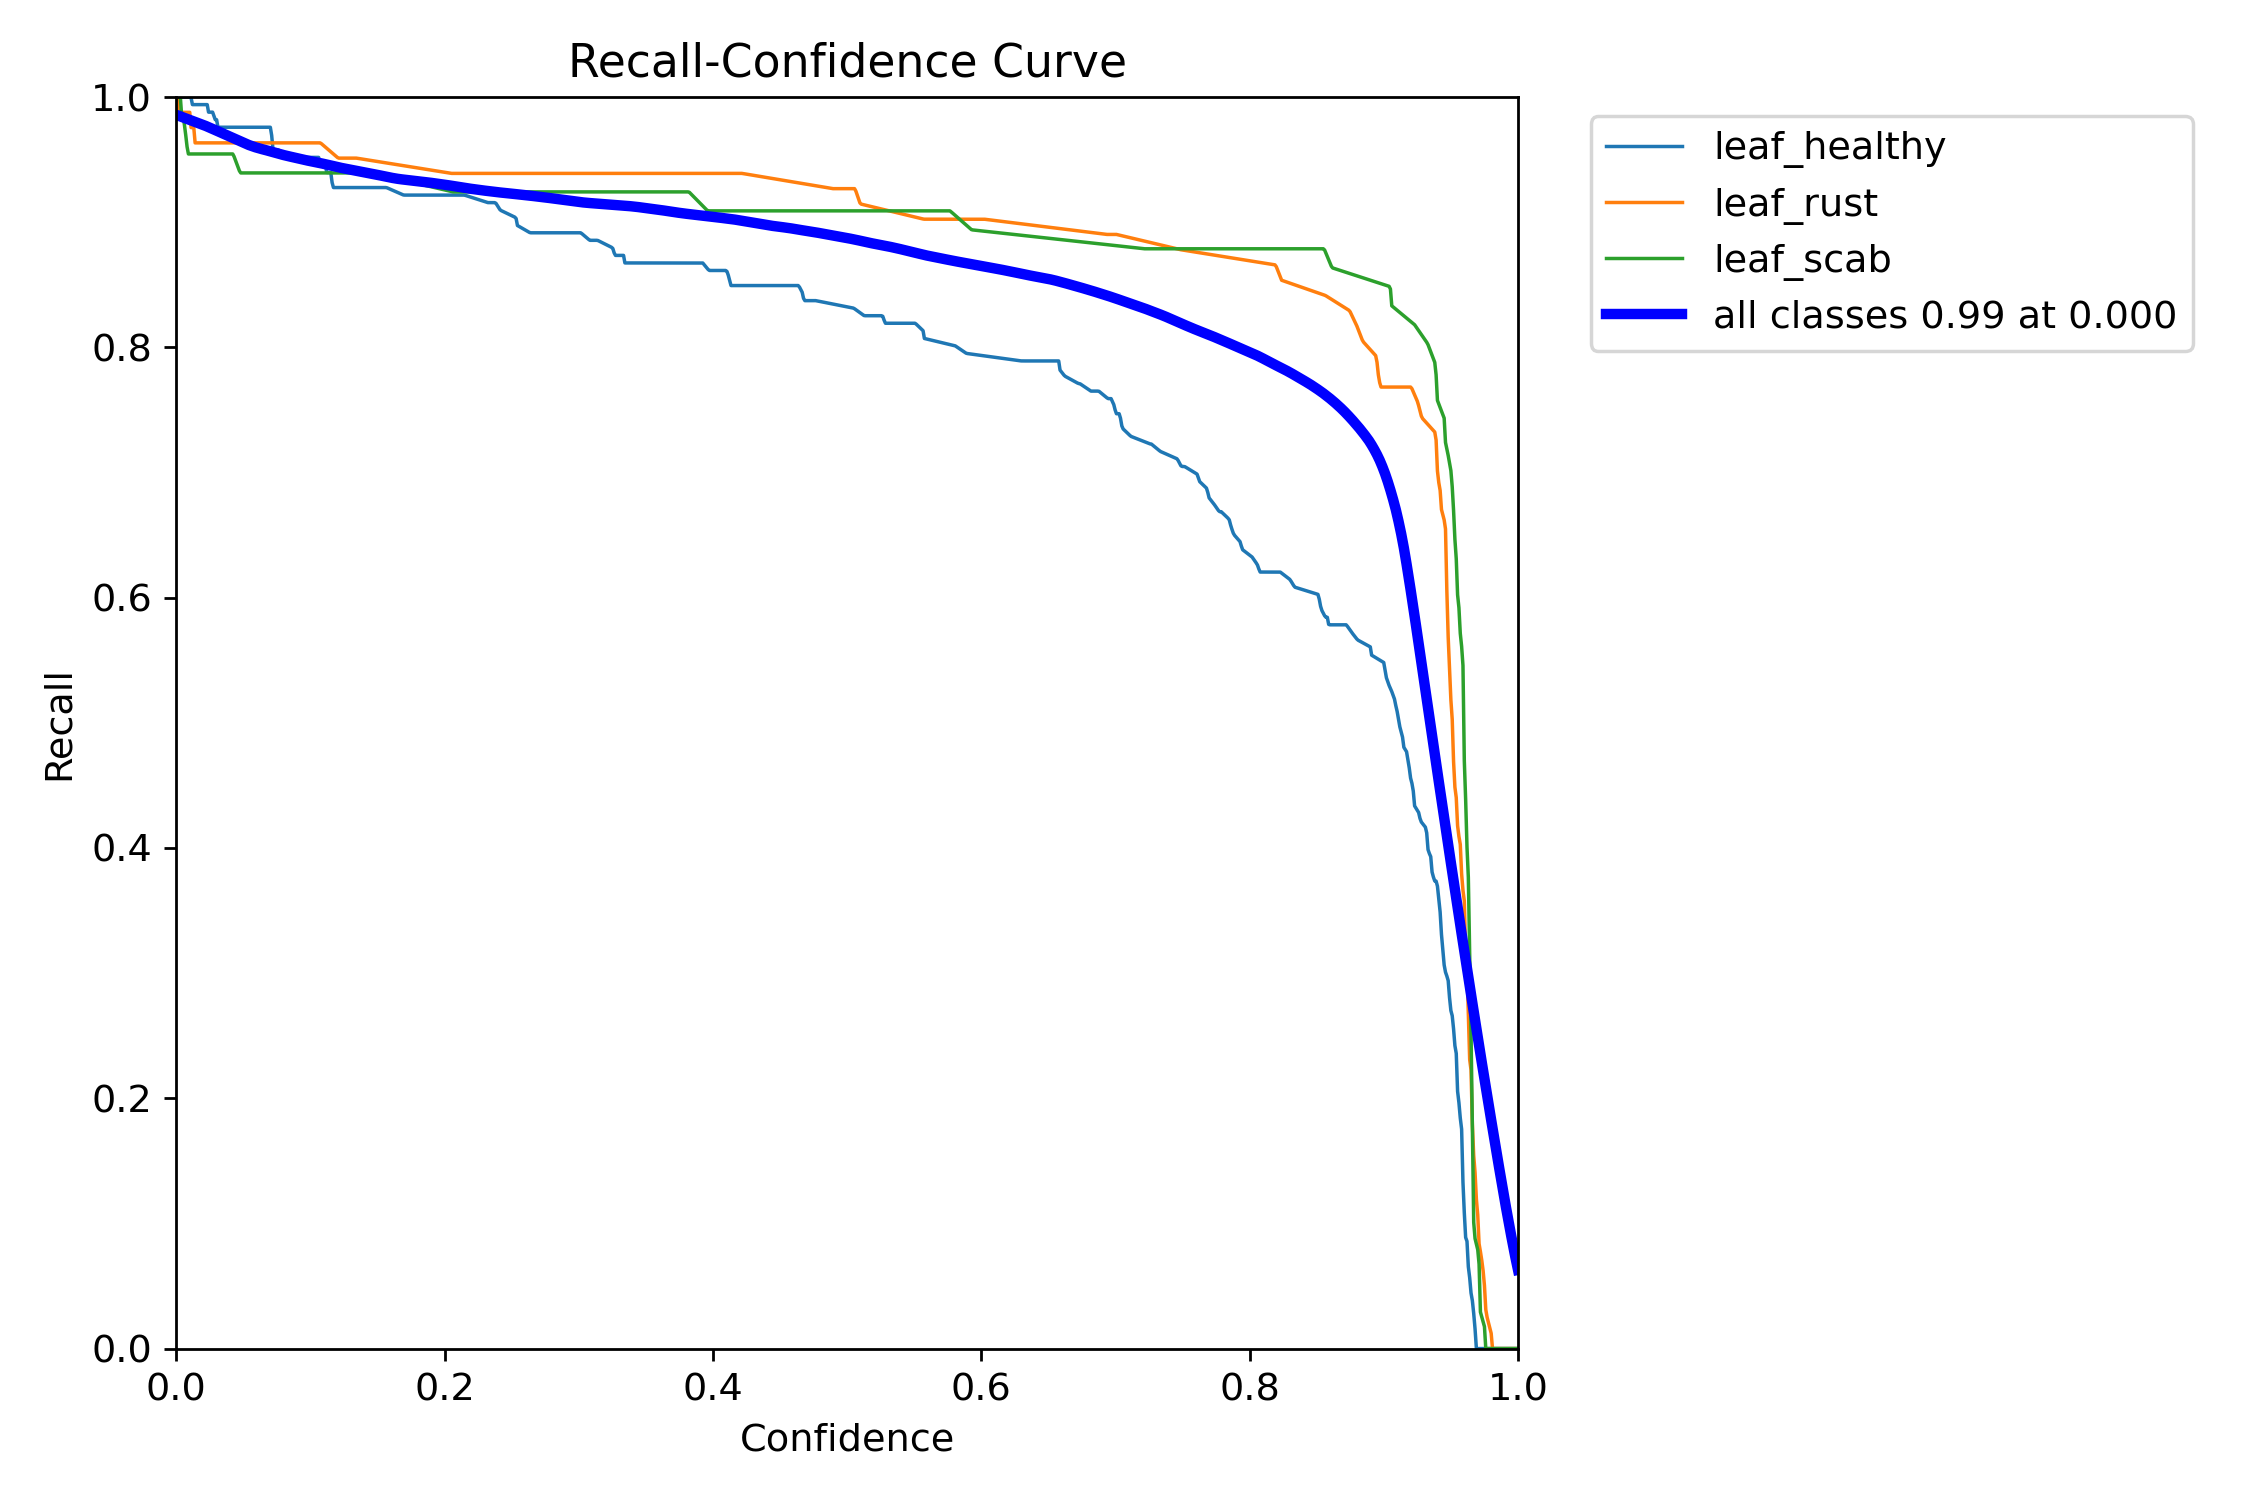 Recall-Confidence Curve
1.0
0.8
0.6
0.4
0.2
0.0
Recall
0.0 0.2 0.4 0.6 0.8 1.0
Confidence
leaf_healthy
leaf_rust
leaf_scab
all classes 0.99 at 0.000